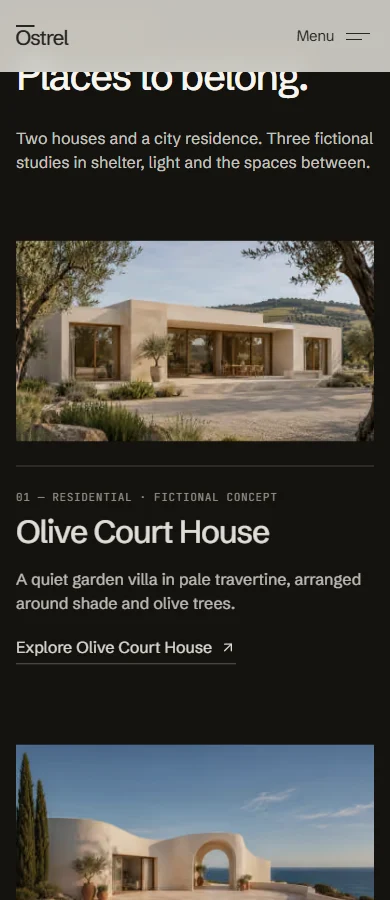 Ostrel
Menu
Places to belong.
Two houses and a city residence. Three fictional
studies in shelter, light and the spaces between.
01 — RESIDENTIAL · FICTIONAL CONCEPT
Olive Court House
A quiet garden villa in pale travertine, arranged
around shade and olive trees.
Explore Olive Court House ↗